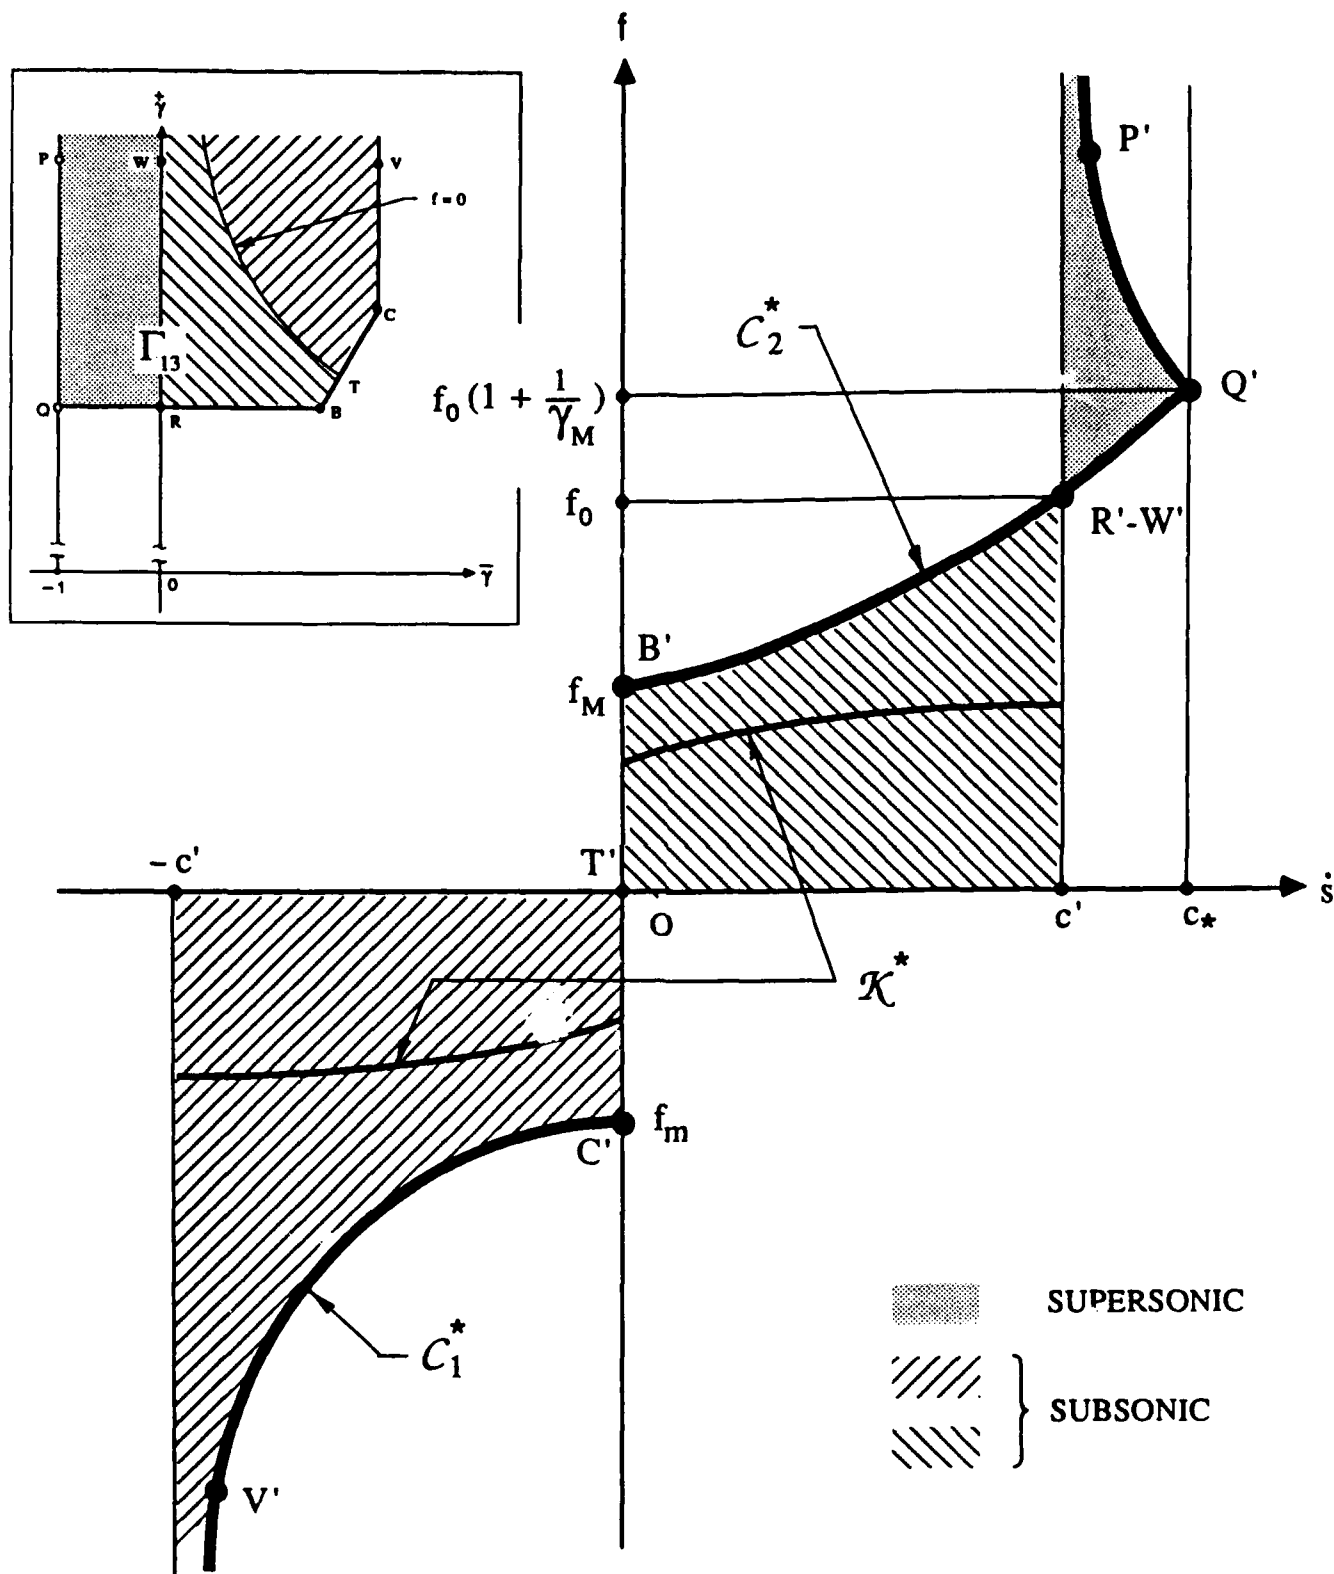 f
γ̇⁺
P
W
V
f = 0
C
Γ₁₃
T
Q
R
B
-1
0
γ̄
P'
C₂*
f₀(1 + 1/γ_M)
Q'
f₀
R'-W'
B'
f_M
-c'
T'
O
c'
c*
ṡ
K*
C'
f_m
C₁*
V'
SUPERSONIC
SUBSONIC